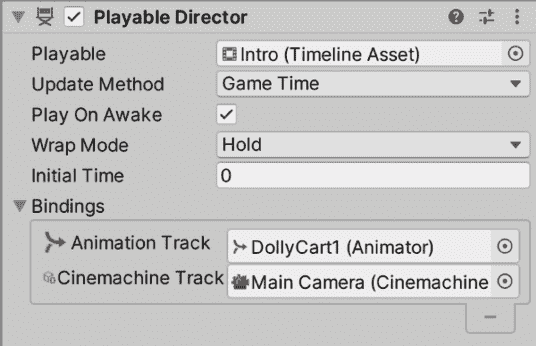 Playable Director
Playable Intro (Timeline Asset)
Update Method Game Time
Play On Awake
Wrap Mode Hold
Initial Time 0
Bindings
Animation Track DollyCart1 (Animator)
Cinemachine Track Main Camera (Cinemachine